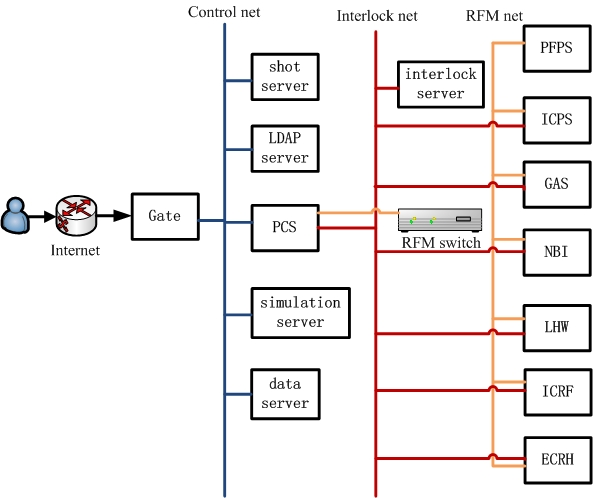 Control net
Interlock net
RFM net
shot
server
LDAP
server
Internet
Gate
PCS
simulation
server
data
server
interlock
server
RFM switch
PFPS
ICPS
GAS
NBI
LHW
ICRF
ECRH